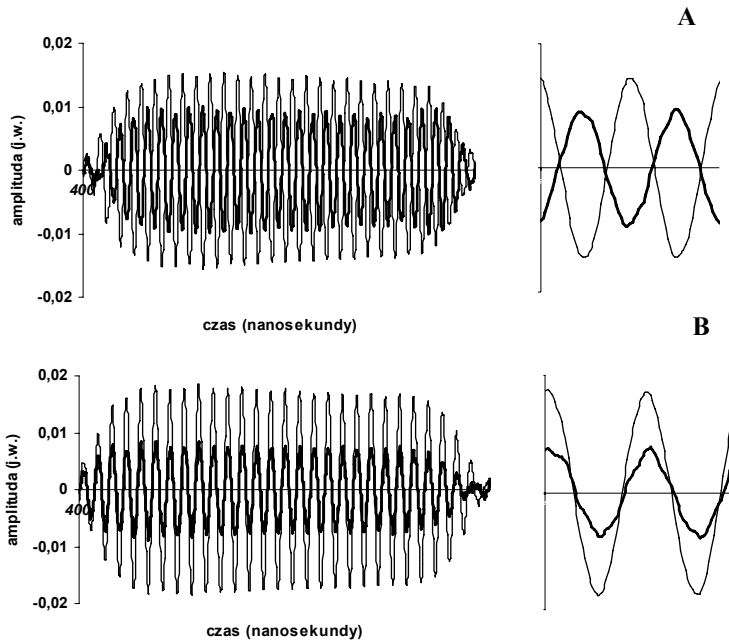 A
0,02
0,01
0
-0,01
-0,02
400
amplituda (j.w.)
czas (nanosekundy)
B
0,02
0,01
0
-0,01
-0,02
400
amplituda (j.w.)
czas (nanosekundy)